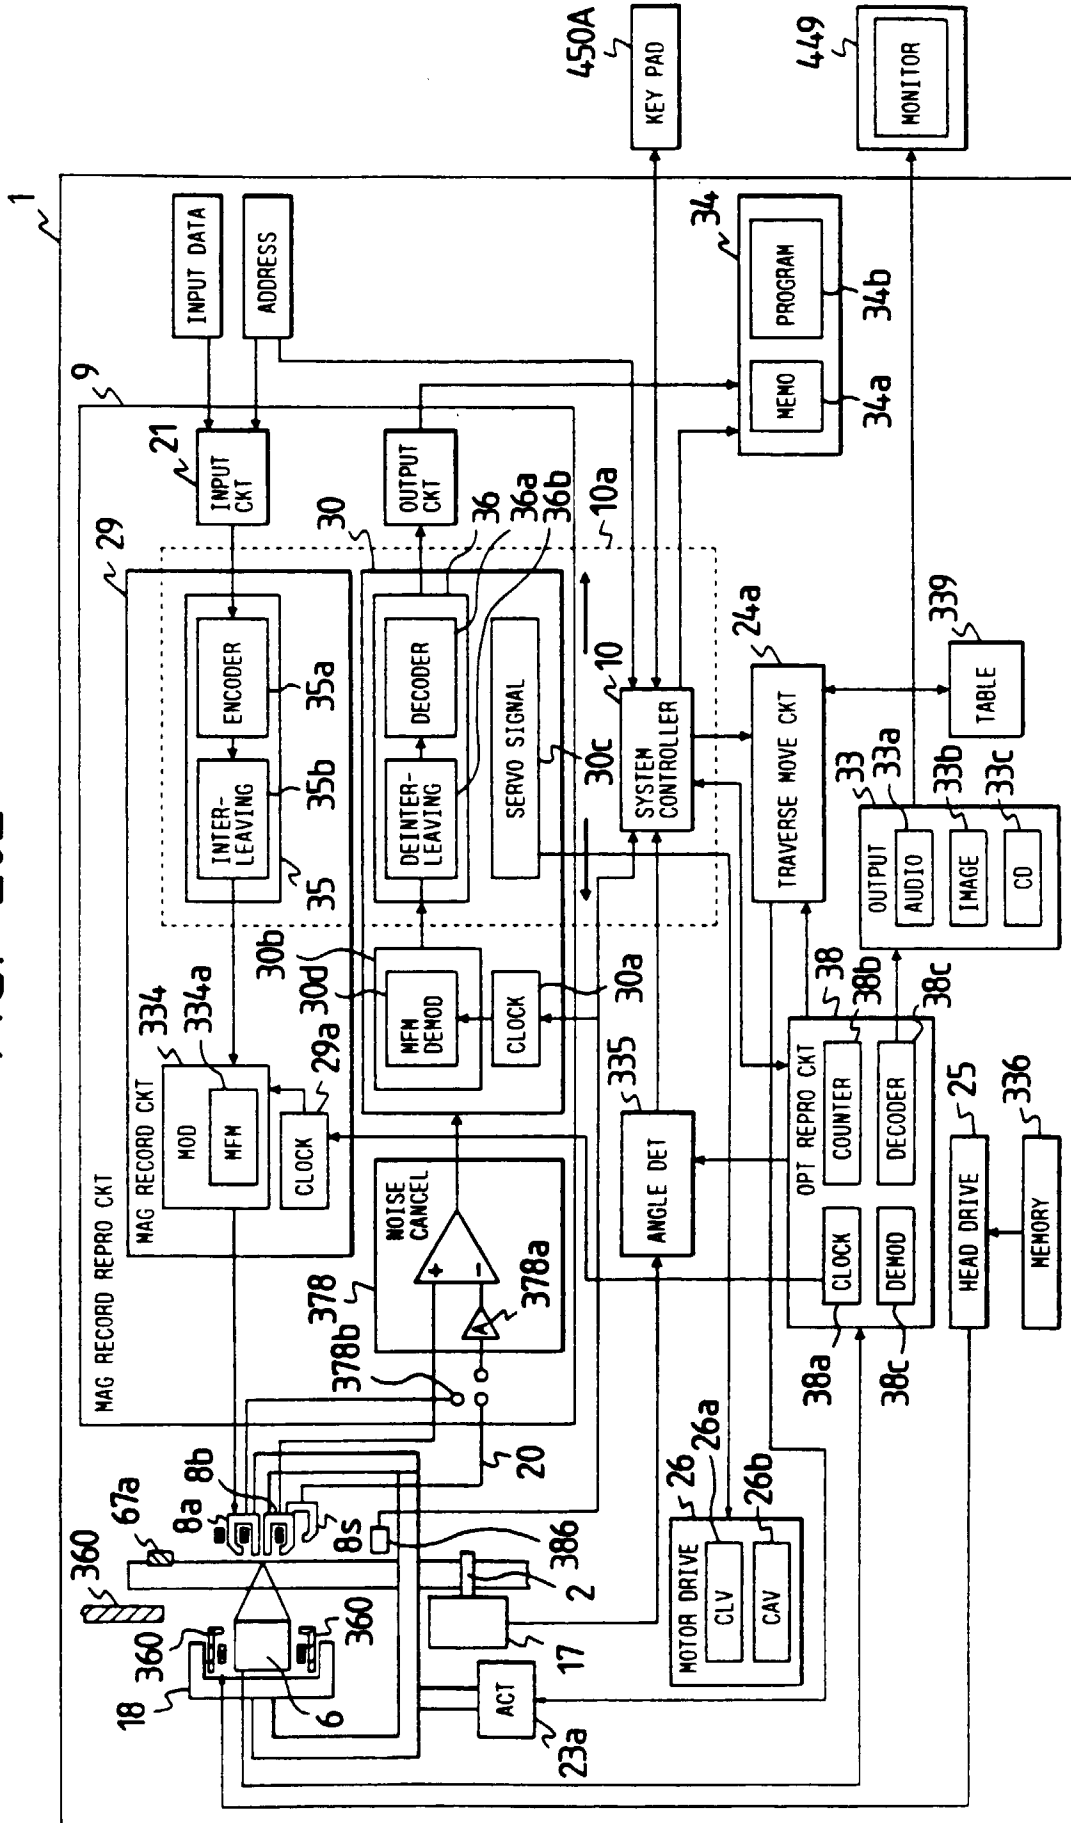 1
INPUT DATA
ADDRESS
KEY PAD
450A
MONITOR
449
9
21
INPUT
CKT
OUTPUT
CKT
34
MEMO
PROGRAM
34a
34b
MAG RECORD REPRO CKT
29
MAG RECORD CKT
334
334a
MOD
MFM
29a
CLOCK
INTER-
LEAVING
ENCODER
35
35b
35a
30
36
36a
36b
10a
30b
30d
MFM
DEMOD
CLOCK
30a
DEINTER-
LEAVING
DECODER
SERVO SIGNAL
30c
378
NOISE
CANCEL
+
-
A
378a
378b
20
10
SYSTEM
CONTROLLER
24a
TRAVERSE MOVE CKT
339
TABLE
335
ANGLE DET
38
OPT REPRO CKT
38b
38c
CLOCK
COUNTER
DEMOD
DECODER
38a
38c
33
33a
33b
33c
OUTPUT
AUDIO
IMAGE
CD
25
HEAD DRIVE
336
MEMORY
26
26a
26b
MOTOR DRIVE
CLV
CAV
360
67a
8a
8b
8s
386
2
17
18
360
360
6
ACT
23a